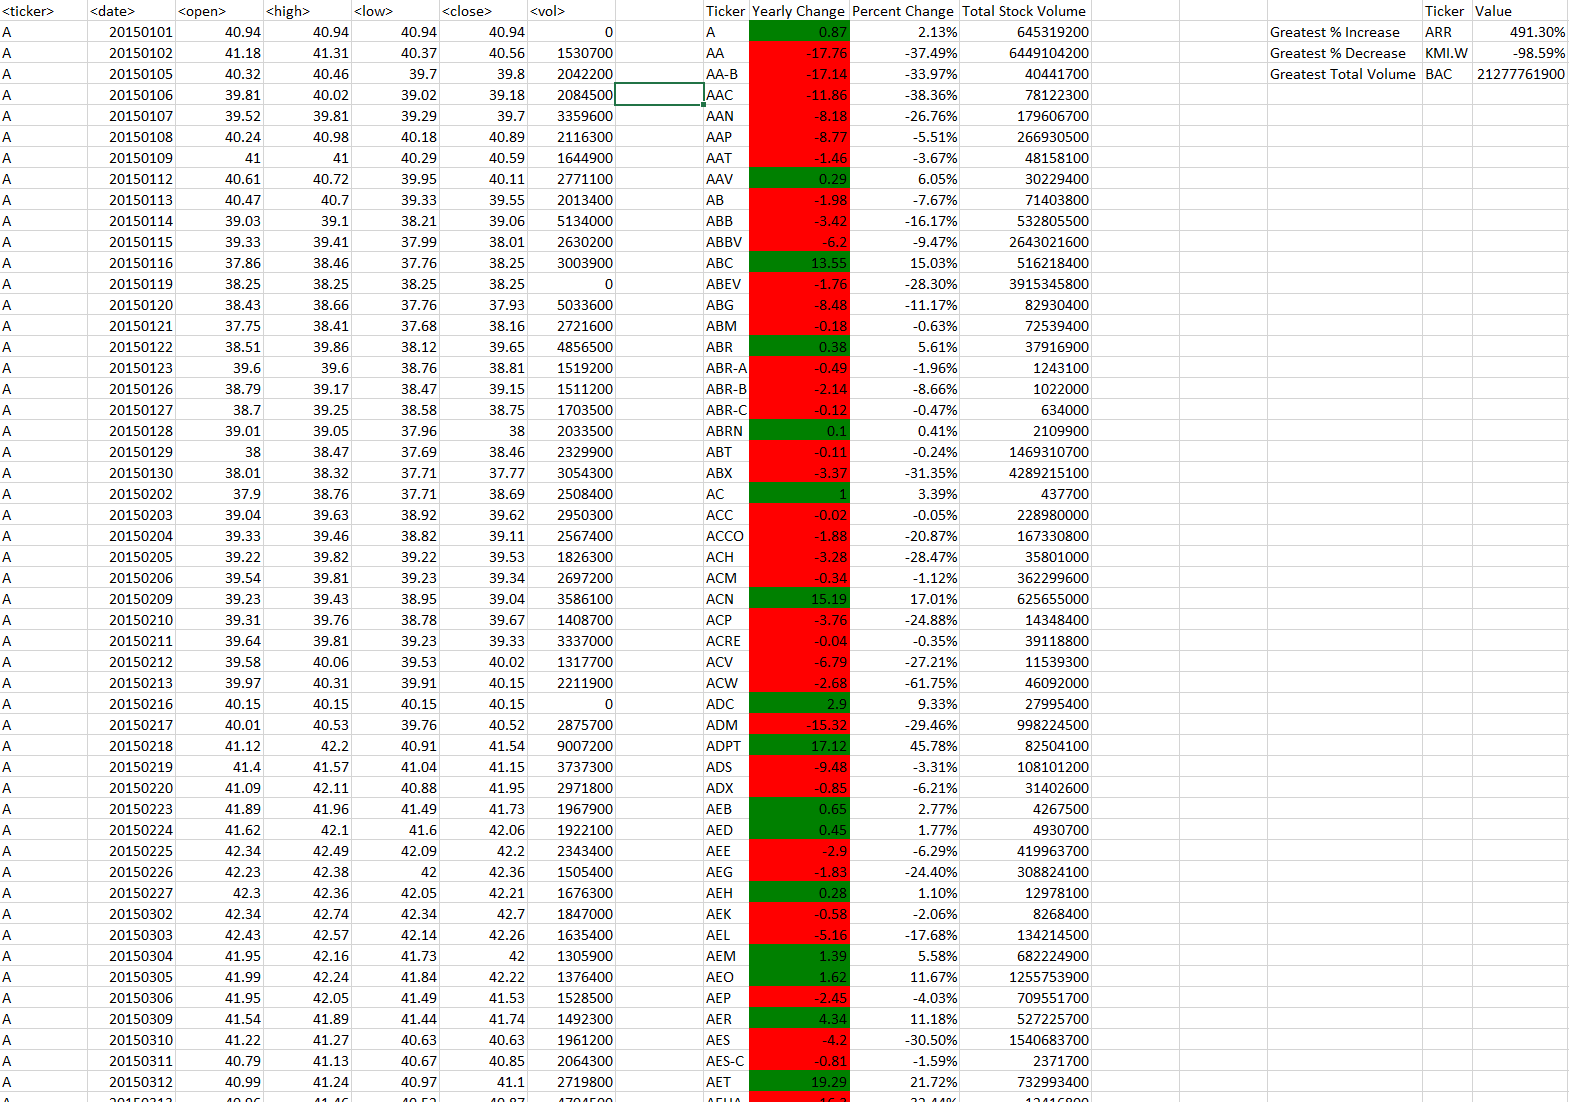 <ticker> <date> <open> <high> <low> <close> <vol> Ticker Yearly Change Percent Change Total Stock Volume Ticker Value
A 20150101 40.94 40.94 40.94 40.94 0 A 0.87 2.13% 645319200 Greatest % Increase ARR 491.30%
A 20150102 41.18 41.31 40.37 40.56 1530700 AA -17.76 -37.49% 6449104200 Greatest % Decrease KMI.W -98.59%
A 20150105 40.32 40.46 39.7 39.8 2042200 AA-B -17.14 -33.97% 40441700 Greatest Total Volume BAC 21277761900
A 20150106 39.81 40.02 39.02 39.18 2084500 AAC -11.86 -38.36% 78122300
A 20150107 39.52 39.81 39.29 39.7 3359600 AAN -8.18 -26.76% 179606700
A 20150108 40.24 40.98 40.18 40.89 2116300 AAP -8.77 -5.51% 266930500
A 20150109 41 41 40.29 40.59 1644900 AAT -1.46 -3.67% 48158100
A 20150112 40.61 40.72 39.95 40.11 2771100 AAV 0.29 6.05% 30229400
A 20150113 40.47 40.7 39.33 39.55 2013400 AB -1.98 -7.67% 71403800
A 20150114 39.03 39.1 38.21 39.06 5134000 ABB -3.42 -16.17% 532805500
A 20150115 39.33 39.41 37.99 38.01 2630200 ABBV -6.2 -9.47% 2643021600
A 20150116 37.86 38.46 37.76 38.25 3003900 ABC 13.55 15.03% 516218400
A 20150119 38.25 38.25 38.25 38.25 0 ABEV -1.76 -28.30% 3915345800
A 20150120 38.43 38.66 37.76 37.93 5033600 ABG -8.48 -11.17% 82930400
A 20150121 37.75 38.41 37.68 38.16 2721600 ABM -0.18 -0.63% 72539400
A 20150122 38.51 39.86 38.12 39.65 4856500 ABR 0.38 5.61% 37916900
A 20150123 39.6 39.6 38.76 38.81 1519200 ABR-A -0.49 -1.96% 1243100
A 20150126 38.79 39.17 38.47 39.15 1511200 ABR-B -2.14 -8.66% 1022000
A 20150127 38.7 39.25 38.58 38.75 1703500 ABR-C -0.12 -0.47% 634000
A 20150128 39.01 39.05 37.96 38 2033500 ABRN 0.1 0.41% 2109900
A 20150129 38 38.47 37.69 38.46 2329900 ABT -0.11 -0.24% 1469310700
A 20150130 38.01 38.32 37.71 37.77 3054300 ABX -3.37 -31.35% 4289215100
A 20150202 37.9 38.76 37.71 38.69 2508400 AC 1 3.39% 437700
A 20150203 39.04 39.63 38.92 39.62 2950300 ACC -0.02 -0.05% 228980000
A 20150204 39.33 39.46 38.82 39.11 2567400 ACCO -1.88 -20.87% 167330800
A 20150205 39.22 39.82 39.22 39.53 1826300 ACH -3.28 -28.47% 35801000
A 20150206 39.54 39.81 39.23 39.34 2697200 ACM -0.34 -1.12% 362299600
A 20150209 39.23 39.43 38.95 39.04 3586100 ACN 15.19 17.01% 625655000
A 20150210 39.31 39.76 38.78 39.67 1408700 ACP -3.76 -24.88% 14348400
A 20150211 39.64 39.81 39.23 39.33 3337000 ACRE -0.04 -0.35% 39118800
A 20150212 39.58 40.06 39.53 40.02 1317700 ACV -6.79 -27.21% 11539300
A 20150213 39.97 40.31 39.91 40.15 2211900 ACW -2.68 -61.75% 46092000
A 20150216 40.15 40.15 40.15 40.15 0 ADC 2.9 9.33% 27995400
A 20150217 40.01 40.53 39.76 40.52 2875700 ADM -15.32 -29.46% 998224500
A 20150218 41.12 42.2 40.91 41.54 9007200 ADPT 17.12 45.78% 82504100
A 20150219 41.4 41.57 41.04 41.15 3737300 ADS -9.48 -3.31% 108101200
A 20150220 41.09 42.11 40.88 41.95 2971800 ADX -0.85 -6.21% 31402600
A 20150223 41.89 41.96 41.49 41.73 1967900 AEB 0.65 2.77% 4267500
A 20150224 41.62 42.1 41.6 42.06 1922100 AED 0.45 1.77% 4930700
A 20150225 42.34 42.49 42.09 42.2 2343400 AEE -2.9 -6.29% 419963700
A 20150226 42.23 42.38 42 42.36 1505400 AEG -1.83 -24.40% 308824100
A 20150227 42.3 42.36 42.05 42.21 1676300 AEH 0.28 1.10% 12978100
A 20150302 42.34 42.74 42.34 42.7 1847000 AEK -0.58 -2.06% 8268400
A 20150303 42.43 42.57 42.14 42.26 1635400 AEL -5.16 -17.68% 134214500
A 20150304 41.95 42.16 41.73 42 1305900 AEM 1.39 5.58% 682224900
A 20150305 41.99 42.24 41.84 42.22 1376400 AEO 1.62 11.67% 1255753900
A 20150306 41.95 42.05 41.49 41.53 1528500 AEP -2.45 -4.03% 709551700
A 20150309 41.54 41.89 41.44 41.74 1492300 AER 4.34 11.18% 527225700
A 20150310 41.22 41.27 40.63 40.63 1961200 AES -4.2 -30.50% 1540683700
A 20150311 40.79 41.13 40.67 40.85 2064300 AES-C -0.81 -1.59% 2371700
A 20150312 40.99 41.24 40.97 41.1 2719800 AET 19.29 21.72% 732993400